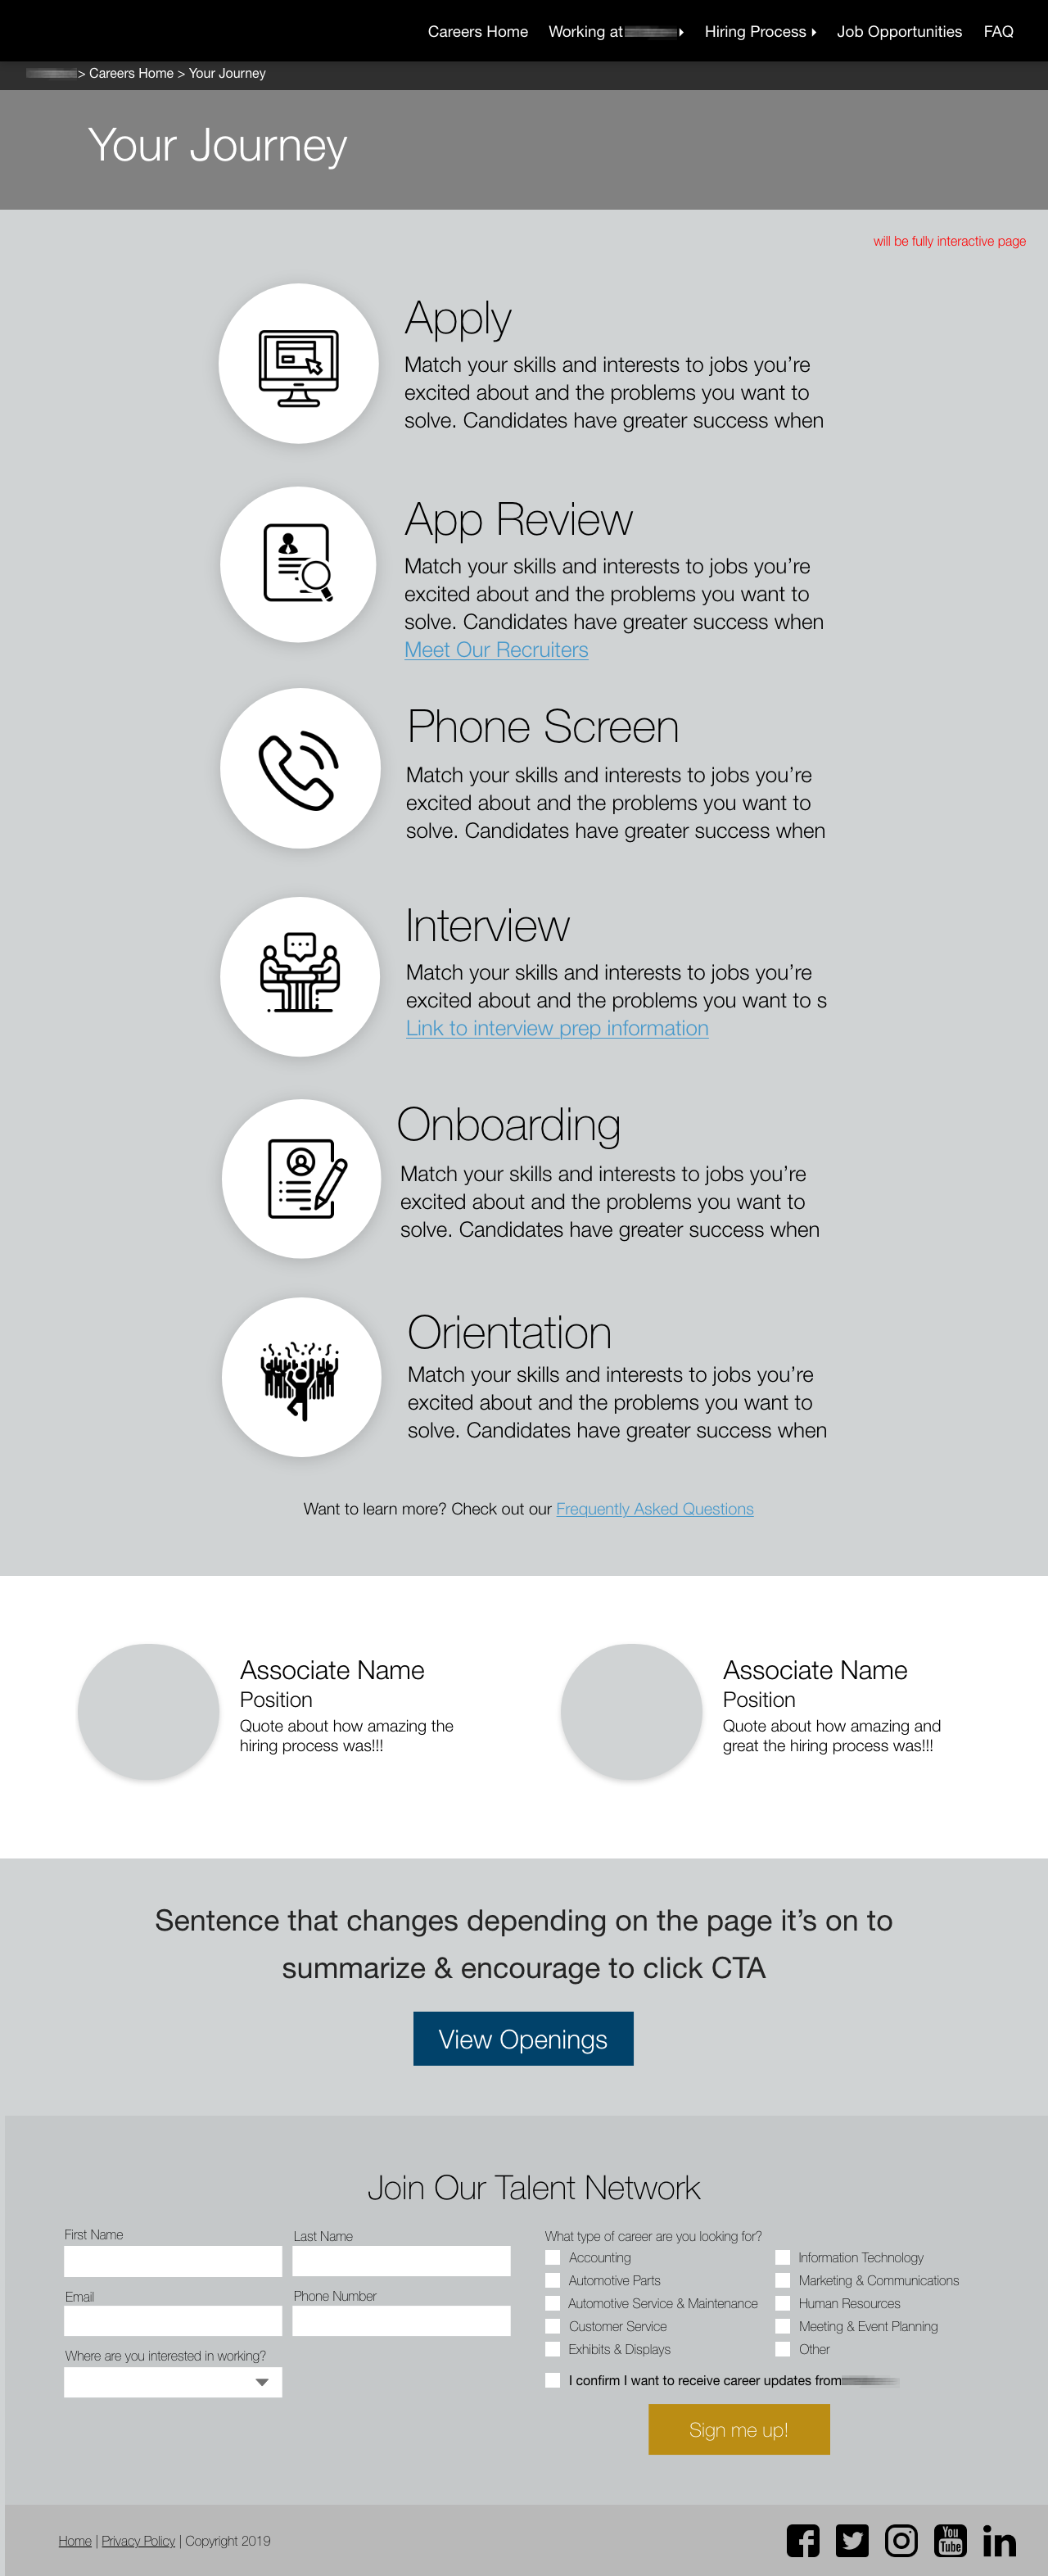 Careers Home Working at Hiring Process Job Opportunities FAQ
> Careers Home > Your Journey
Your Journey
will be fully interactive page
Apply
Match your skills and interests to jobs you’re
excited about and the problems you want to
solve. Candidates have greater success when
App Review
Match your skills and interests to jobs you’re
excited about and the problems you want to
solve. Candidates have greater success when
Meet Our Recruiters
Phone Screen
Match your skills and interests to jobs you’re
excited about and the problems you want to
solve. Candidates have greater success when
Interview
Match your skills and interests to jobs you’re
excited about and the problems you want to s
Link to interview prep information
Onboarding
Match your skills and interests to jobs you’re
excited about and the problems you want to
solve. Candidates have greater success when
Orientation
Match your skills and interests to jobs you’re
excited about and the problems you want to
solve. Candidates have greater success when
Want to learn more? Check out our Frequently Asked Questions
Associate Name
Position
Quote about how amazing the
hiring process was!!!
Associate Name
Position
Quote about how amazing and
great the hiring process was!!!
Sentence that changes depending on the page it’s on to
summarize & encourage to click CTA
View Openings
Join Our Talent Network
First Name
Last Name
Email
Phone Number
Where are you interested in working?
What type of career are you looking for?
Accounting
Automotive Parts
Automotive Service & Maintenance
Customer Service
Exhibits & Displays
Information Technology
Marketing & Communications
Human Resources
Meeting & Event Planning
Other
I confirm I want to receive career updates from
Sign me up!
Home | Privacy Policy | Copyright 2019
You
Tube
in